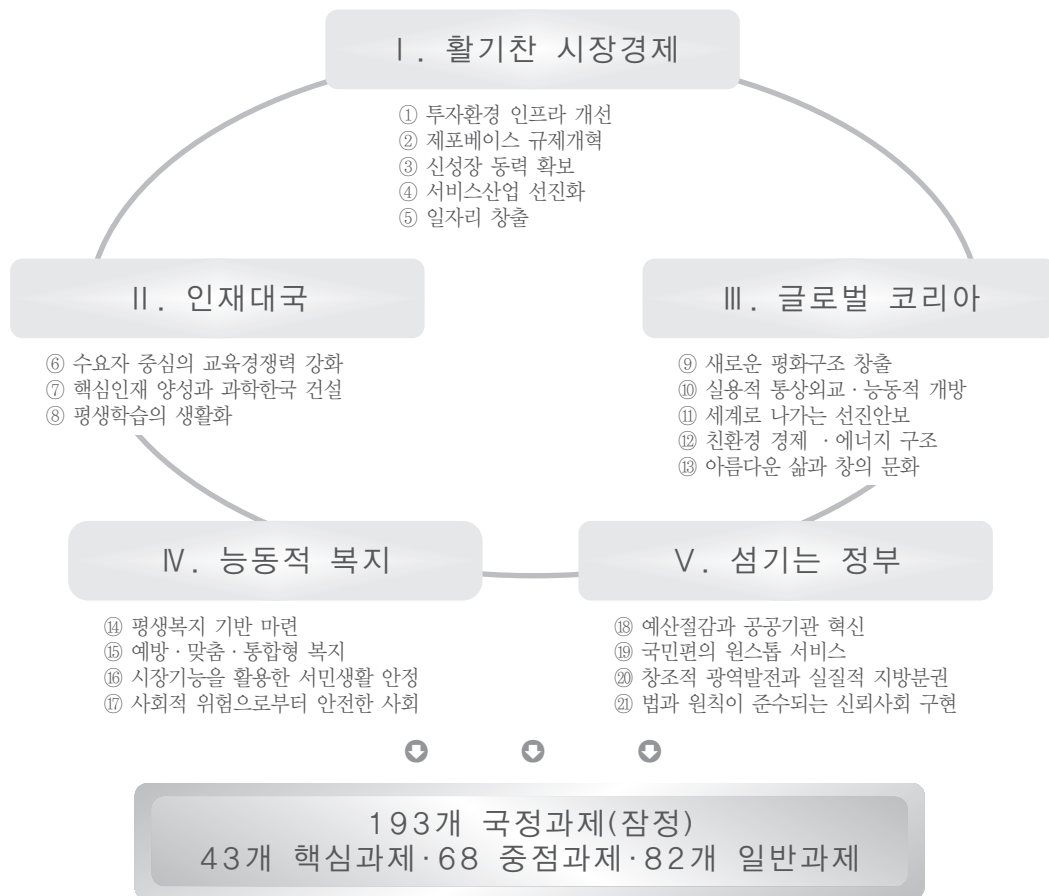 Ⅰ. 활기찬 시장경제
① 투자환경 인프라 개선
② 제포베이스 규제개혁
③ 신성장 동력 확보
④ 서비스산업 선진화
⑤ 일자리 창출
Ⅱ. 인재대국
⑥ 수요자 중심의 교육경쟁력 강화
⑦ 핵심인재 양성과 과학한국 건설
⑧ 평생학습의 생활화
Ⅲ. 글로벌 코리아
⑨ 새로운 평화구조 창출
⑩ 실용적 통상외교·능동적 개방
⑪ 세계로 나가는 선진안보
⑫ 친환경 경제 ·에너지 구조
⑬ 아름다운 삶과 창의 문화
Ⅳ. 능동적 복지
⑭ 평생복지 기반 마련
⑮ 예방·맞춤·통합형 복지
⑯ 시장기능을 활용한 서민생활 안정
⑰ 사회적 위험으로부터 안전한 사회
Ⅴ. 섬기는 정부
⑱ 예산절감과 공공기관 혁신
⑲ 국민편의 원스톱 서비스
⑳ 창조적 광역발전과 실질적 지방분권
㉑ 법과 원칙이 준수되는 신뢰사회 구현
193개 국정과제(잠정)
43개 핵심과제·68 중점과제·82개 일반과제